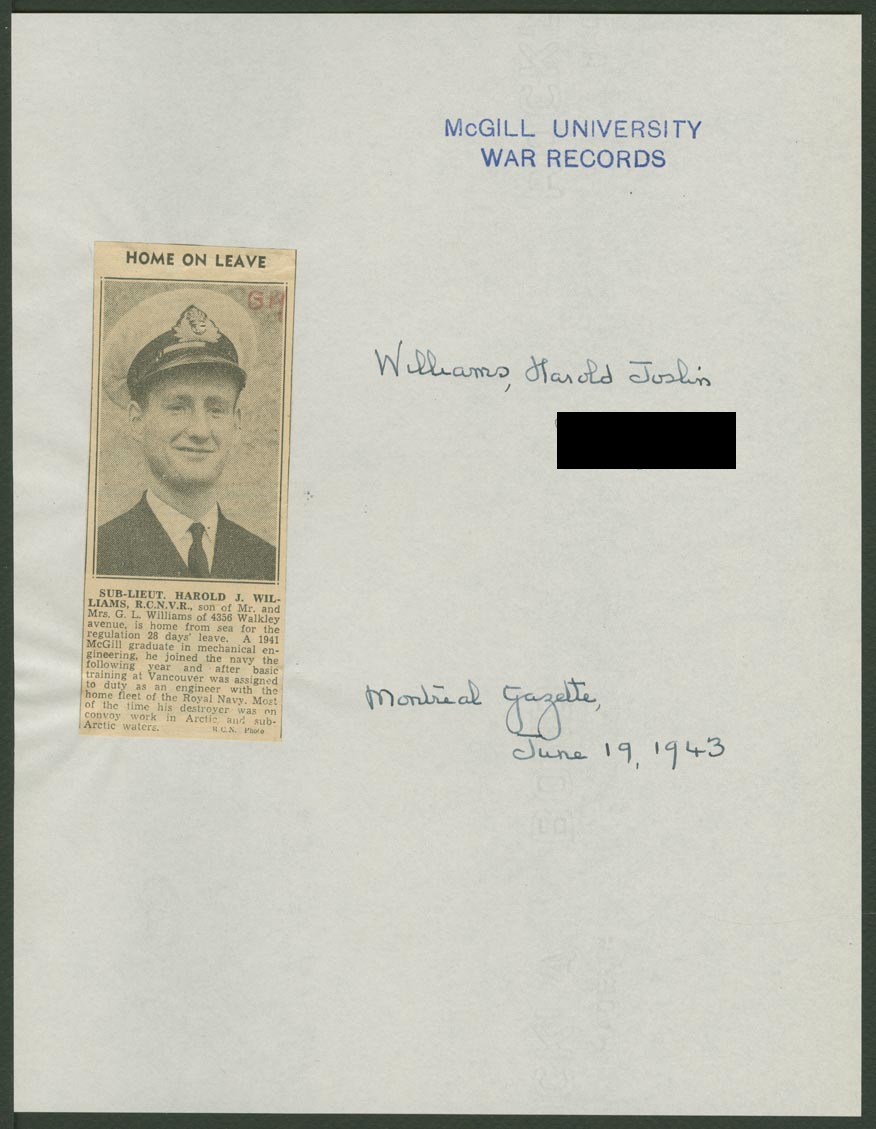 McGILL UNIVERSITY
WAR RECORDS
HOME ON LEAVE
Williams, Harold Joslin
SUB-LIEUT. HAROLD J. WIL-
LIAMS, R.C.N.V.R., son of Mr. and
Mrs. G. L. Williams of 4356 Walkley
avenue, is home from sea for the
regulation 28 days' leave. A 1941
McGill graduate in mechanical en-
gineering, he joined the navy the
following year and after basic
training at Vancouver was assigned
to duty as an engineer with the
home fleet of the Royal Navy. Most
of the time his destroyer was on
convoy work in Arctic and sub-
Arctic waters.
R.C.N. Photo
Montreal Gazette,
June 19, 1943